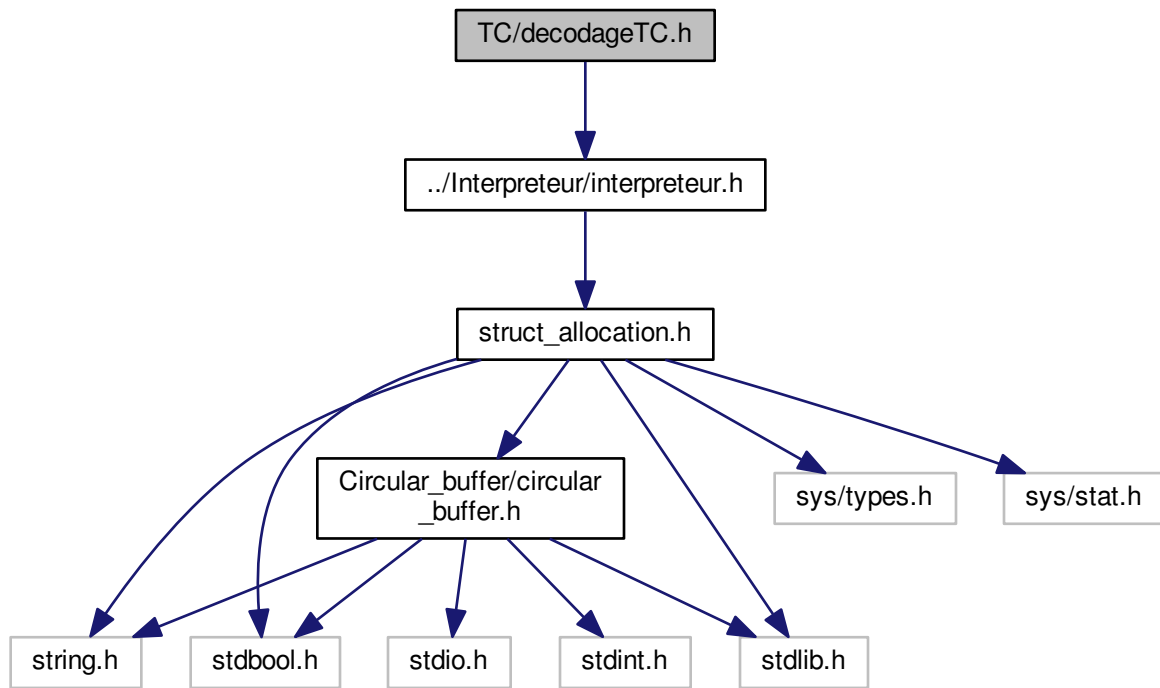 TC/decodageTC.h
../Interpreteur/interpreteur.h
struct_allocation.h
Circular_buffer/circular
_buffer.h
sys/types.h
sys/stat.h
string.h
stdbool.h
stdio.h
stdint.h
stdlib.h